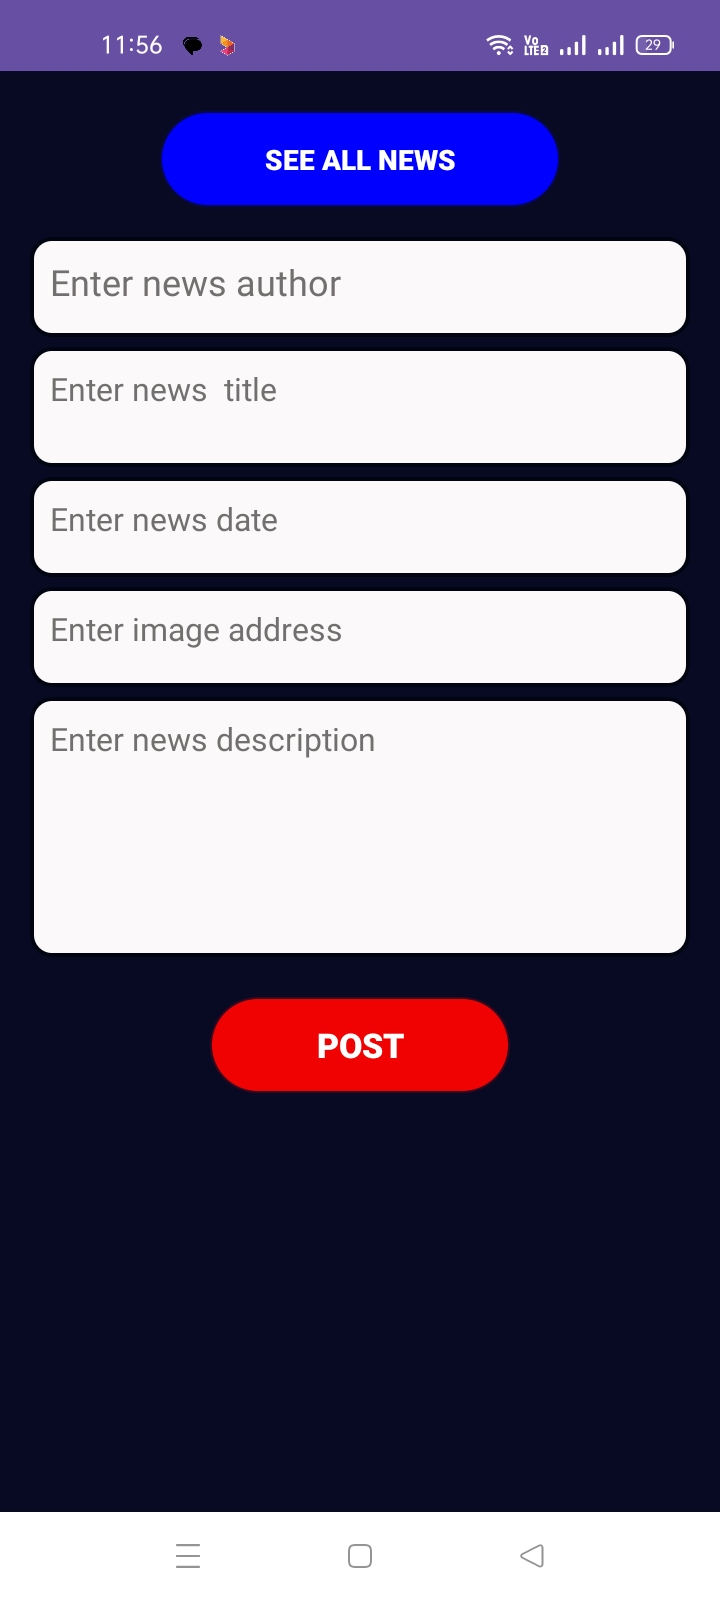 11:56 Vo LTE2 29
SEE ALL NEWS
Enter news author
Enter news  title
Enter news date
Enter image address
Enter news description
POST